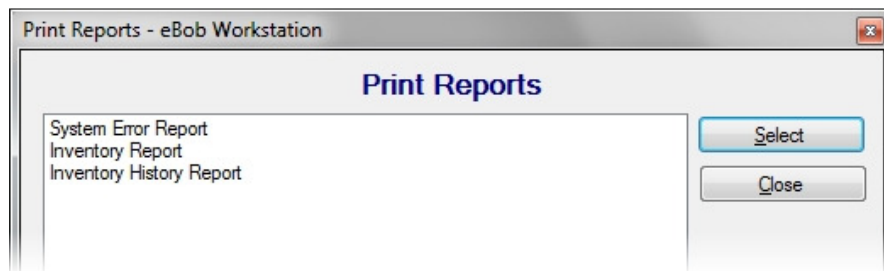 Print Reports - eBob Workstation
Print Reports
System Error Report
Inventory Report
Inventory History Report
Select
Close